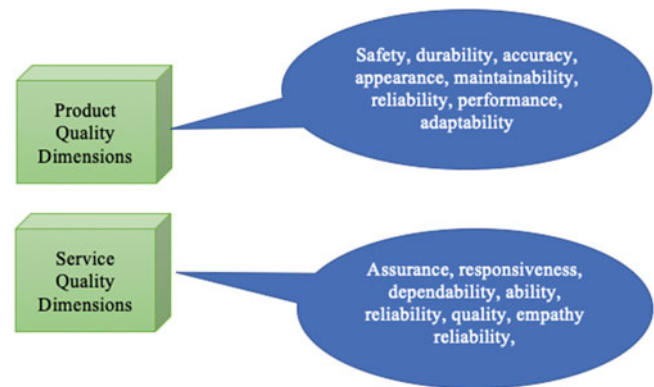 Product
Quality
Dimensions
Safety, durability, accuracy,
appearance, maintainability,
reliability, performance,
adaptability
Service
Quality
Dimensions
Assurance, responsiveness,
dependability, ability,
reliability, quality, empathy
reliability,